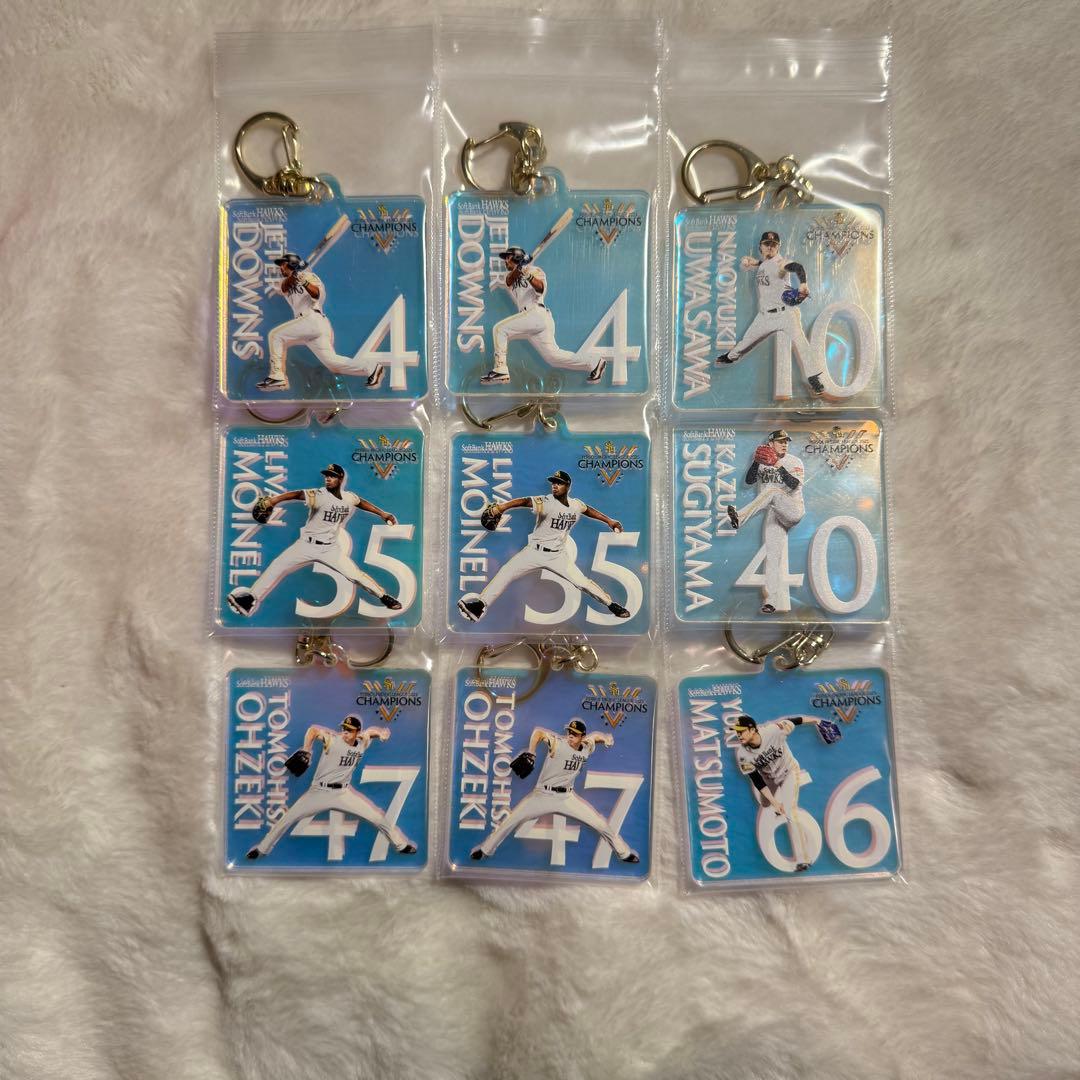 SoftBank HAWKS
JETER
DOWNS
CHAMPIONS
4
SoftBank HAWKS
JETER
DOWNS
CHAMPIONS
4
SoftBank HAWKS
NAOYUKI
UWASAWA
CHAMPIONS
10
SoftBank HAWKS
LIVAN
MOINELO
CHAMPIONS
35
SoftBank HAWKS
LIVAN
MOINELO
CHAMPIONS
35
SoftBank HAWKS
KAZUKI
SUGIYAMA
CHAMPIONS
40
SoftBank HAWKS
TOMOHISA
OHZEKI
CHAMPIONS
47
SoftBank HAWKS
TOMOHISA
OHZEKI
CHAMPIONS
47
SoftBank HAWKS
YUKI
MATSUMOTO
CHAMPIONS
66